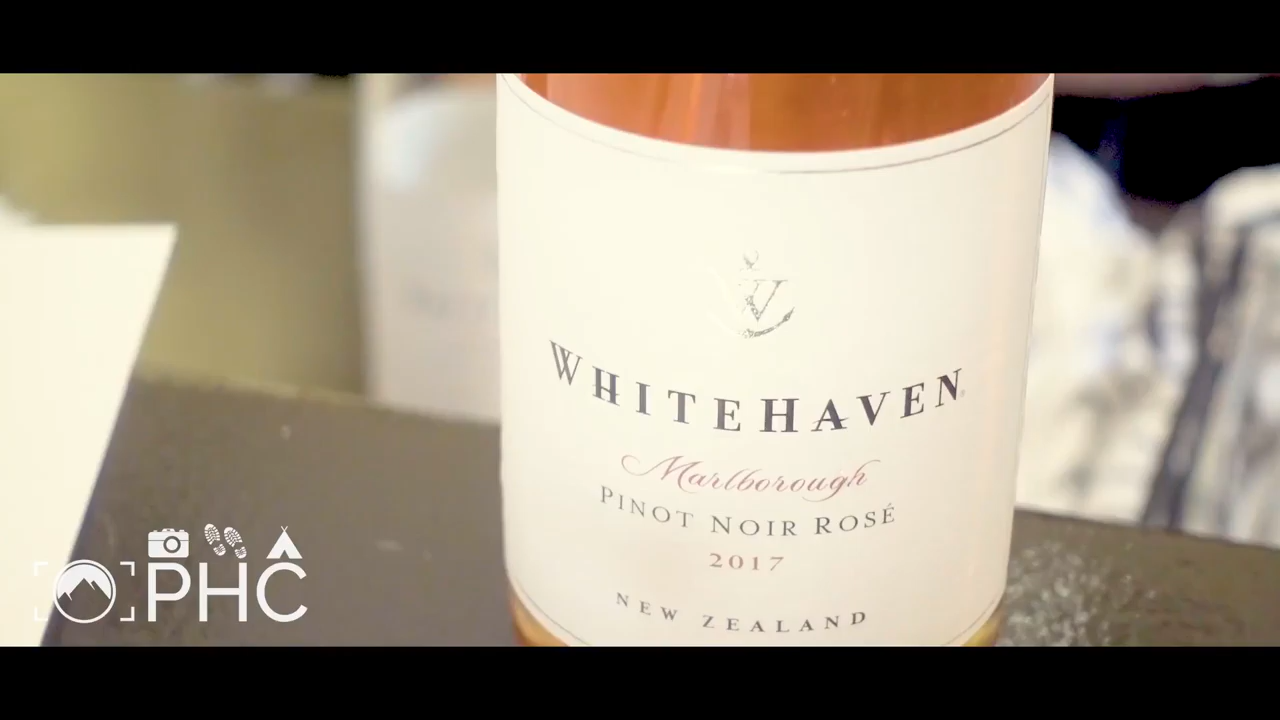 WHITEHAVEN
Marlborough
PINOT NOIR ROSÉ
2017
NEW ZEALAND
PHC